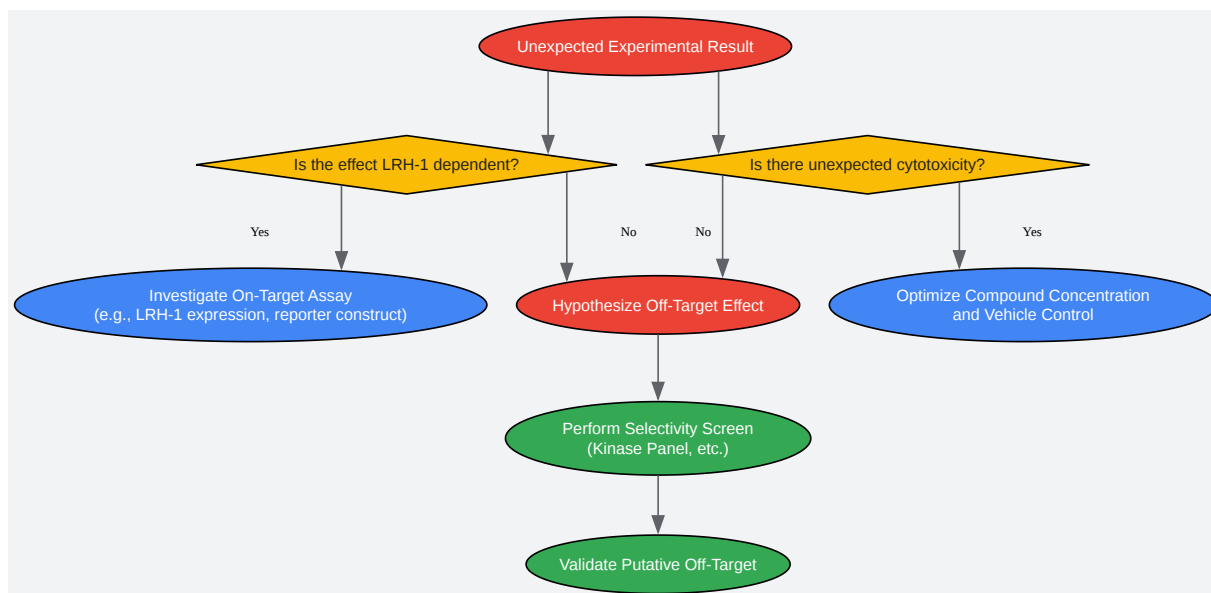 Unexpected Experimental Result
Is the effect LRH-1 dependent?
Is there unexpected cytotoxicity?
Yes
No
No
Yes
Investigate On-Target Assay
(e.g., LRH-1 expression, reporter construct)
Hypothesize Off-Target Effect
Optimize Compound Concentration
and Vehicle Control
Perform Selectivity Screen
(Kinase Panel, etc.)
Validate Putative Off-Target